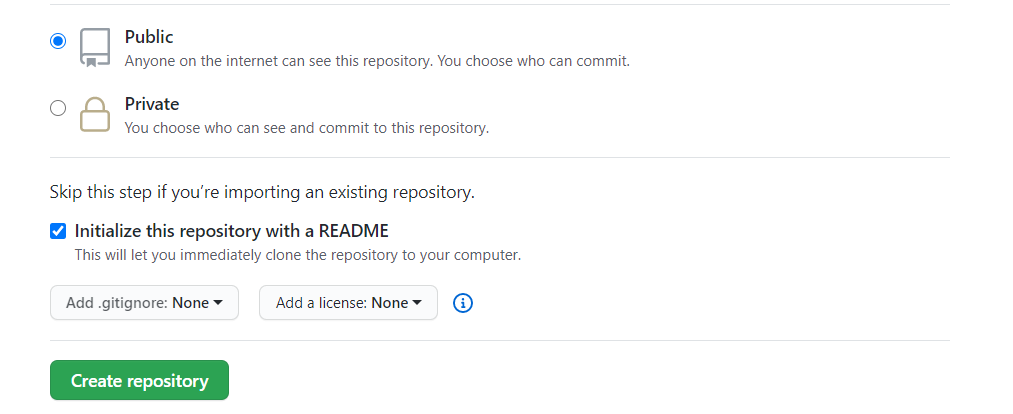 Public
Anyone on the internet can see this repository. You choose who can commit.
Private
You choose who can see and commit to this repository.
Skip this step if you’re importing an existing repository.
Initialize this repository with a README
This will let you immediately clone the repository to your computer.
Add .gitignore: None Add a license: None
Create repository